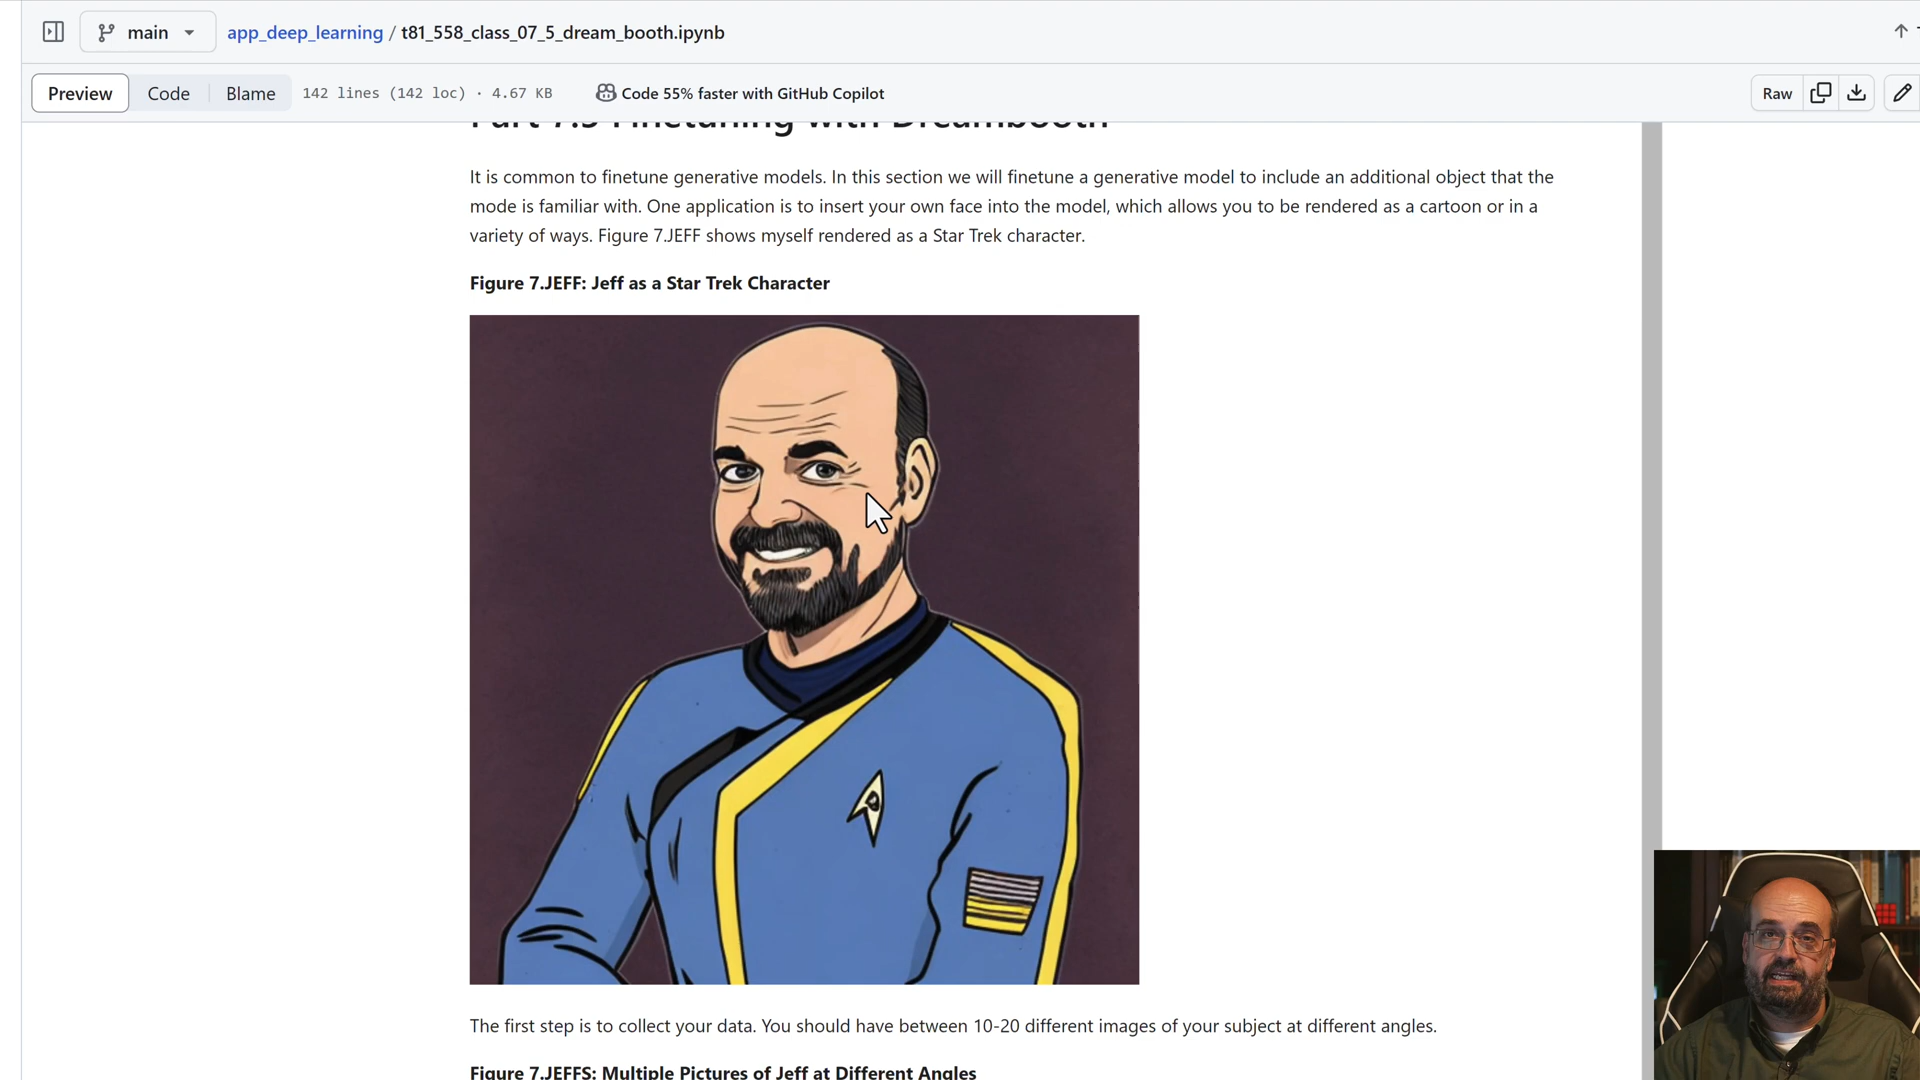 main
app_deep_learning / t81_558_class_07_5_dream_booth.ipynb
Preview Code Blame 142 lines (142 loc) · 4.67 KB Code 55% faster with GitHub Copilot Raw
Part 7.5 Finetuning with Dreambooth
It is common to finetune generative models. In this section we will finetune a generative model to include an additional object that the
mode is familiar with. One application is to insert your own face into the model, which allows you to be rendered as a cartoon or in a
variety of ways. Figure 7.JEFF shows myself rendered as a Star Trek character.
Figure 7.JEFF: Jeff as a Star Trek Character
The first step is to collect your data. You should have between 10-20 different images of your subject at different angles.
Figure 7.JEFFS: Multiple Pictures of Jeff at Different Angles